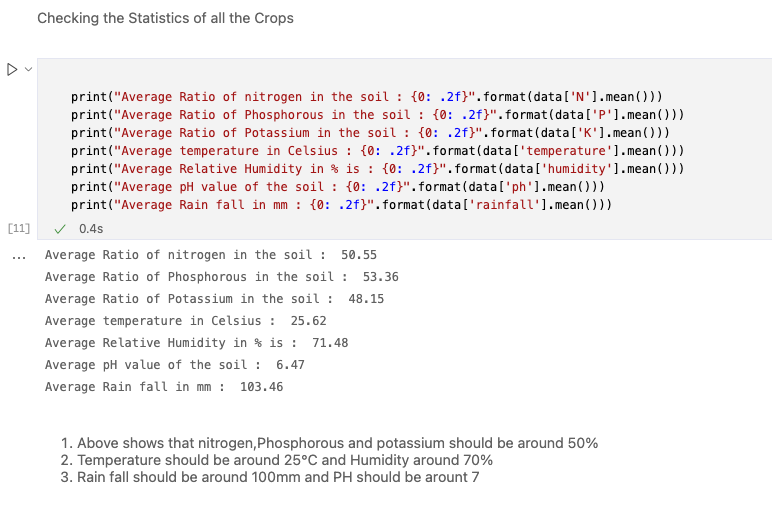 Checking the Statistics of all the Crops
print("Average Ratio of nitrogen in the soil : {0: .2f}".format(data['N'].mean()))
print("Average Ratio of Phosphorous in the soil : {0: .2f}".format(data['P'].mean()))
print("Average Ratio of Potassium in the soil : {0: .2f}".format(data['K'].mean()))
print("Average temperature in Celsius : {0: .2f}".format(data['temperature'].mean()))
print("Average Relative Humidity in % is : {0: .2f}".format(data['humidity'].mean()))
print("Average pH value of the soil : {0: .2f}".format(data['ph'].mean()))
print("Average Rain fall in mm : {0: .2f}".format(data['rainfall'].mean()))
[11] ✓ 0.4s
... Average Ratio of nitrogen in the soil :  50.55
Average Ratio of Phosphorous in the soil :  53.36
Average Ratio of Potassium in the soil :  48.15
Average temperature in Celsius :  25.62
Average Relative Humidity in % is :  71.48
Average pH value of the soil :  6.47
Average Rain fall in mm :  103.46
1. Above shows that nitrogen,Phosphorous and potassium should be around 50%
2. Temperature should be around 25°C and Humidity around 70%
3. Rain fall should be around 100mm and PH should be arount 7